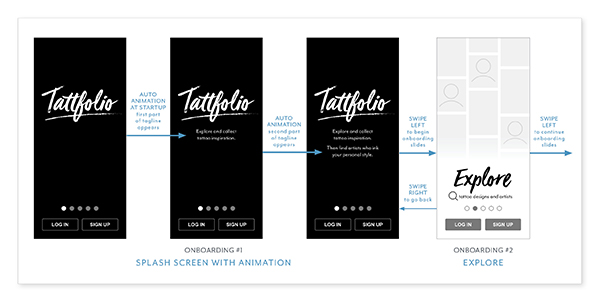 Tattfolio
LOG IN
SIGN UP
AUTO
ANIMATION
AT STARTUP
first part
of tagline
appears
Tattfolio
Explore and collect
tattoo inspiration.
LOG IN
SIGN UP
AUTO
ANIMATION
second part
of tagline
appears
Tattfolio
Explore and collect
tattoo inspiration.
Then find artists who ink
your personal style.
LOG IN
SIGN UP
SWIPE
LEFT
to begin
onboarding
slides
SWIPE
RIGHT
to go back
Explore
tattoo designs and artists
LOG IN
SIGN UP
SWIPE
LEFT
to continue
onboarding
slides
ONBOARDING #1
SPLASH SCREEN WITH ANIMATION
ONBOARDING #2
EXPLORE